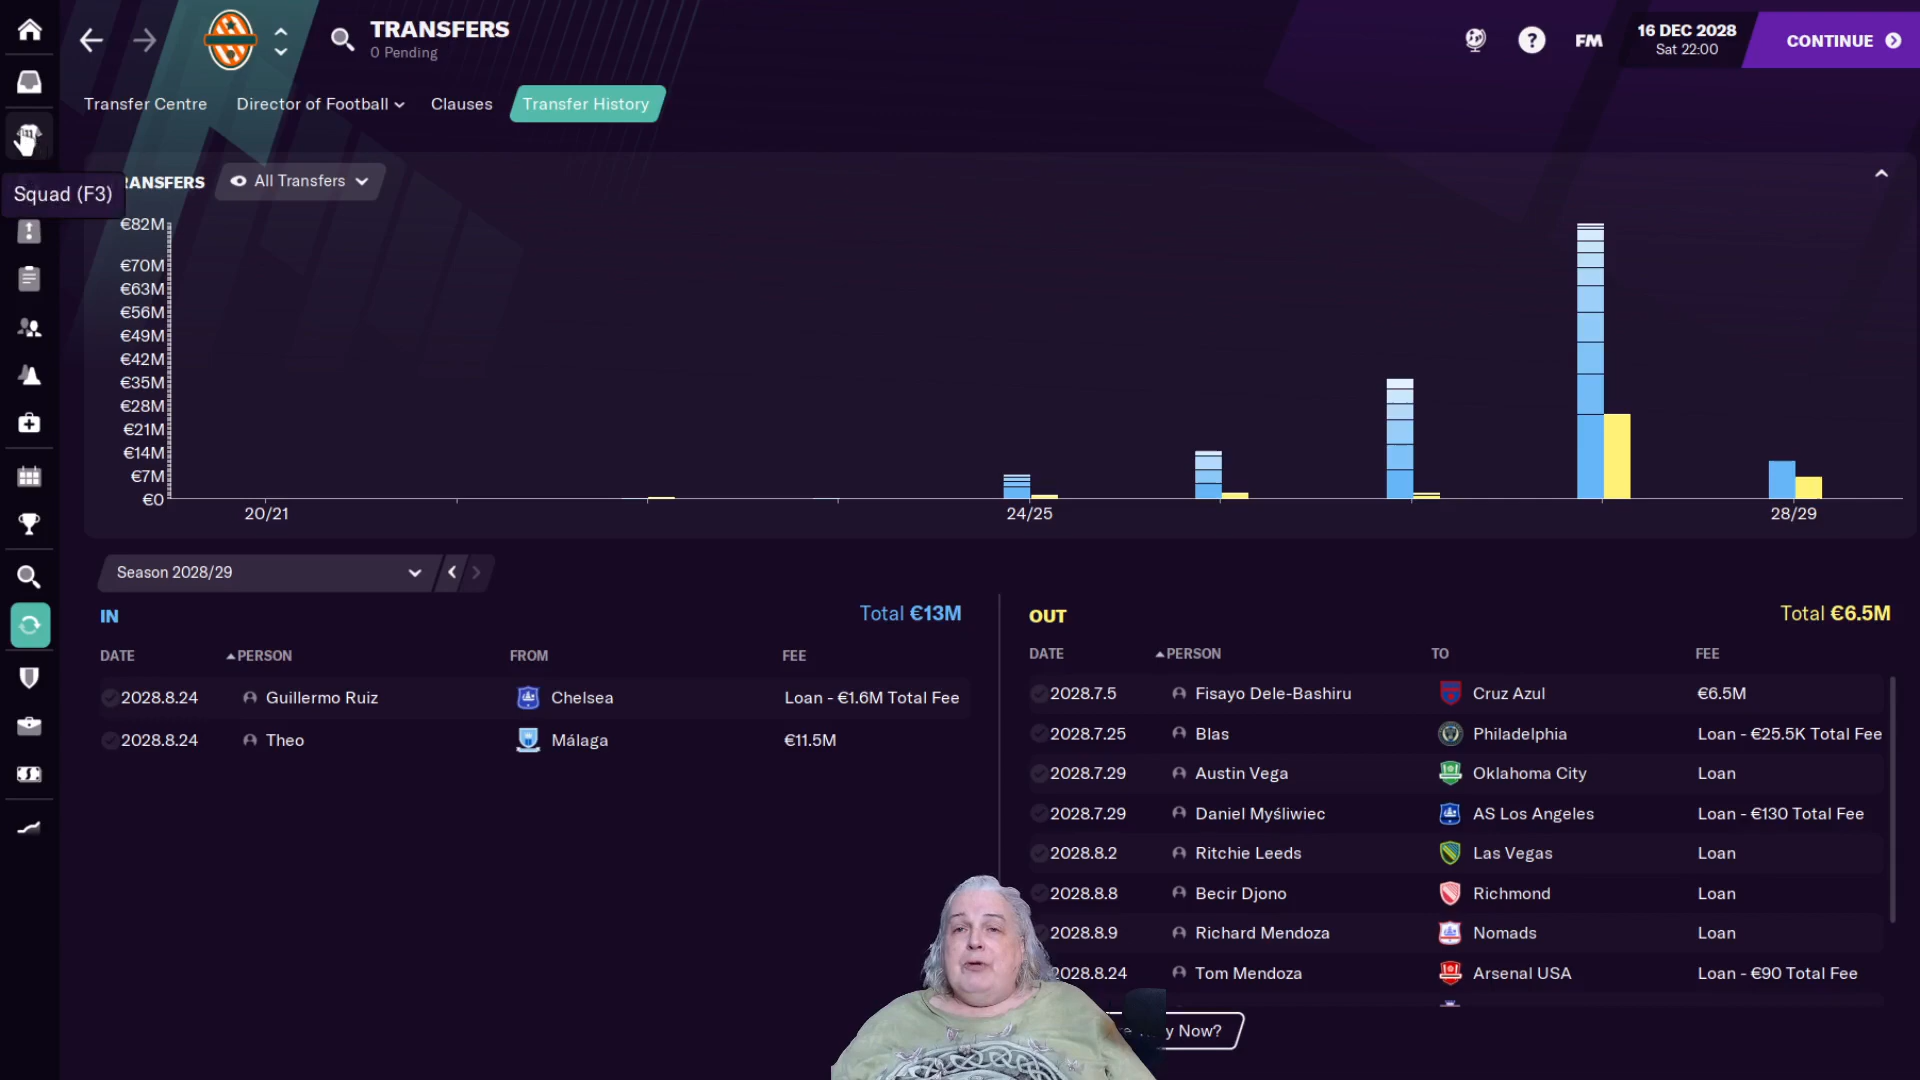 TRANSFERS
0 Pending
FM
16 DEC 2028
Sat 22:00
CONTINUE
Transfer Centre
Director of Football
Clauses
Transfer History
Squad (F3)
RANSFERS
All Transfers
€82M
€70M
€63M
€56M
€49M
€42M
€35M
€28M
€21M
€14M
€7M
€0
20/21
24/25
28/29
Season 2028/29
IN
Total €13M
DATE PERSON FROM FEE
2028.8.24 Guillermo Ruiz Chelsea Loan - €1.6M Total Fee
2028.8.24 Theo Málaga €11.5M
OUT
Total €6.5M
DATE PERSON TO FEE
2028.7.5 Fisayo Dele-Bashiru Cruz Azul €6.5M
2028.7.25 Blas Philadelphia Loan - €25.5K Total Fee
2028.7.29 Austin Vega Oklahoma City Loan
2028.7.29 Daniel Myśliwiec AS Los Angeles Loan - €130 Total Fee
2028.8.2 Ritchie Leeds Las Vegas Loan
2028.8.8 Becir Djono Richmond Loan
2028.8.9 Richard Mendoza Nomads Loan
2028.8.24 Tom Mendoza Arsenal USA Loan - €90 Total Fee
Now?